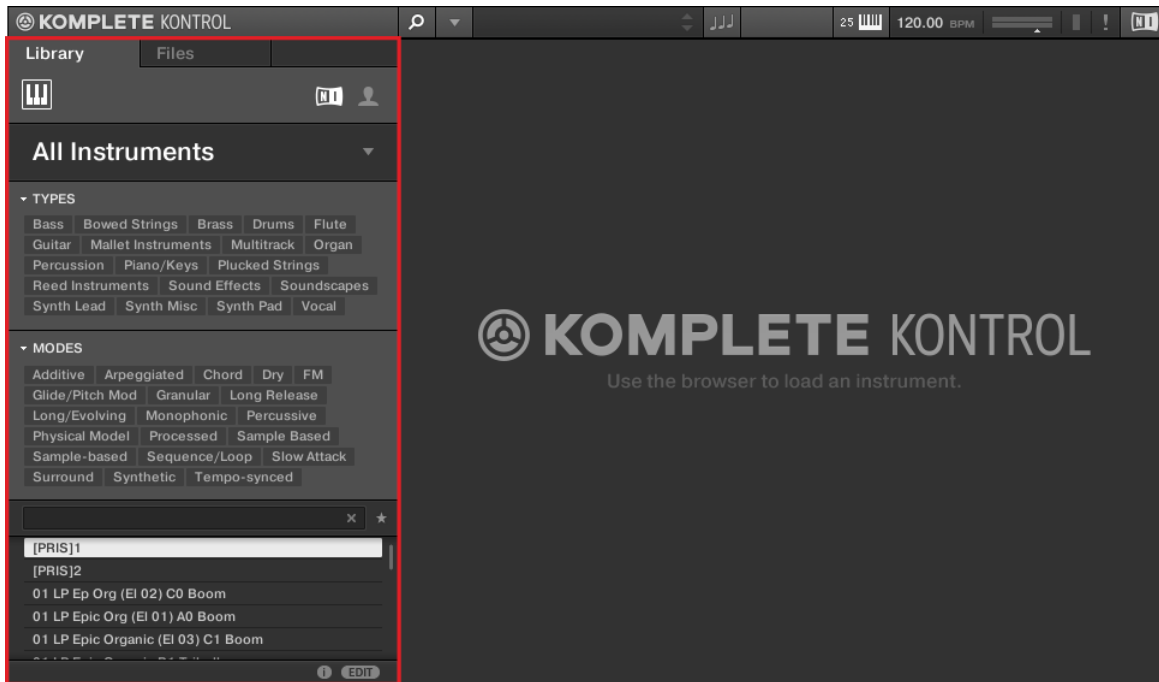 KOMPLETE KONTROL
25
120.00 BPM
!
NI
Library
Files
NI
All Instruments
TYPES
Bass Bowed Strings Brass Drums Flute
Guitar Mallet Instruments Multitrack Organ
Percussion Piano/Keys Plucked Strings
Reed Instruments Sound Effects Soundscapes
Synth Lead Synth Misc Synth Pad Vocal
MODES
Additive Arpeggiated Chord Dry FM
Glide/Pitch Mod Granular Long Release
Long/Evolving Monophonic Percussive
Physical Model Processed Sample Based
Sample-based Sequence/Loop Slow Attack
Surround Synthetic Tempo-synced
[PRIS]1
[PRIS]2
01 LP Ep Org (El 02) C0 Boom
01 LP Epic Org (El 01) A0 Boom
01 LP Epic Organic (El 03) C1 Boom
i EDIT
KOMPLETE KONTROL
Use the browser to load an instrument.